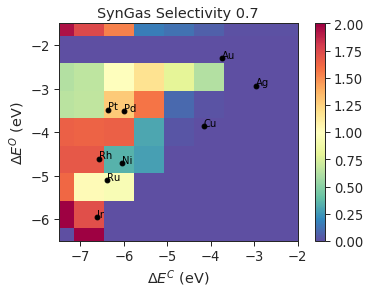 SynGas Selectivity 0.7
ΔE^O (eV)
−2
−3
−4
−5
−6
Au
Ag
Pt
Pd
Cu
Rh
Ni
Ru
Ir
−7 −6 −5 −4 −3 −2
ΔE^C (eV)
2.00
1.75
1.50
1.25
1.00
0.75
0.50
0.25
0.00